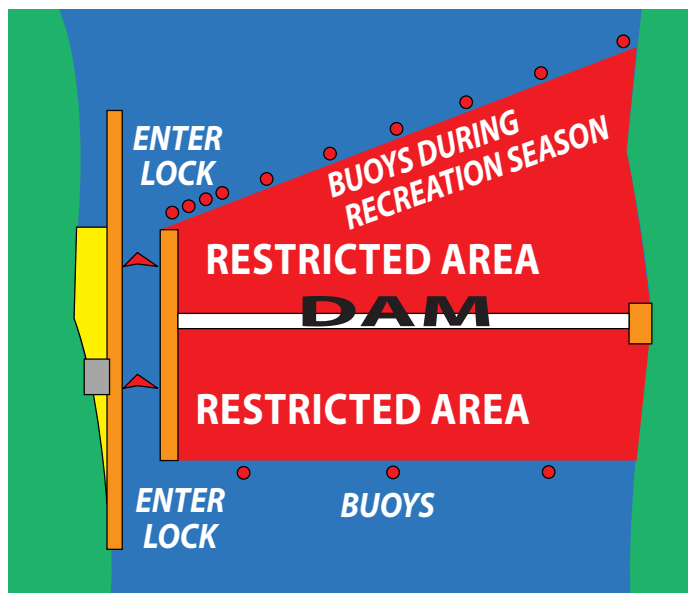 ENTER
LOCK
BUOYS DURING
RECREATION SEASON
RESTRICTED AREA
DAM
RESTRICTED AREA
ENTER
LOCK
BUOYS